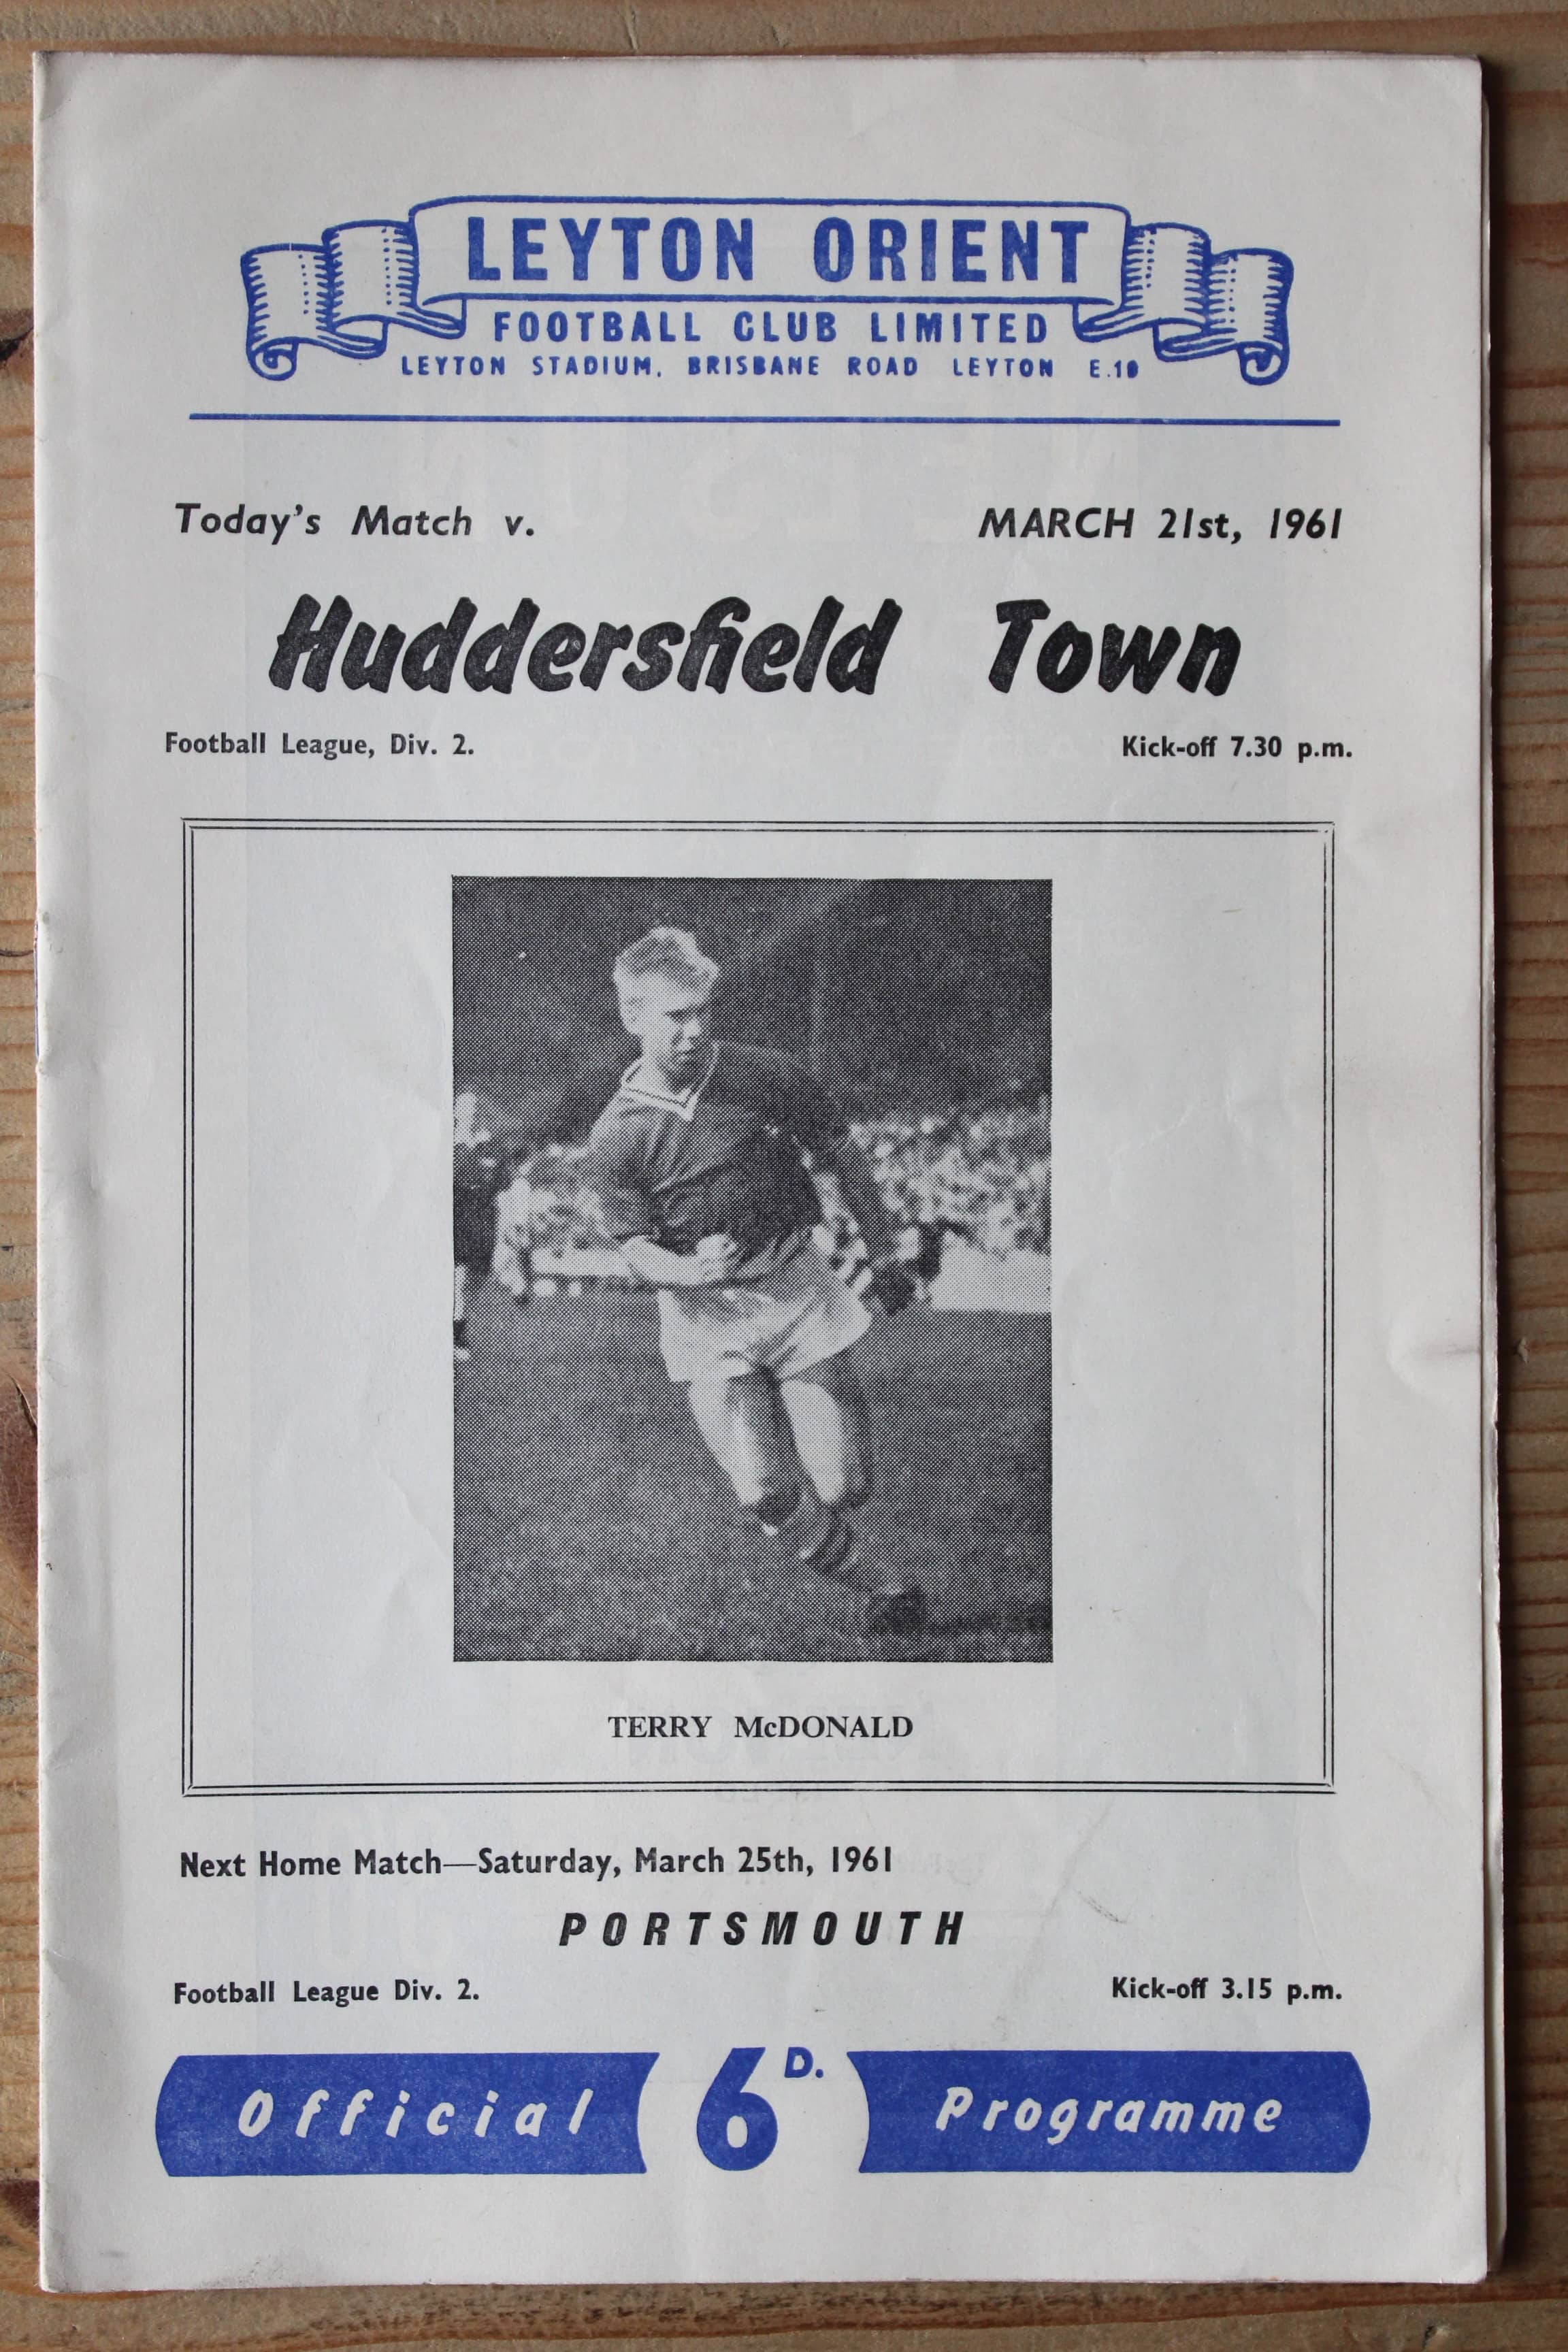 LEYTON ORIENT
FOOTBALL CLUB LIMITED
LEYTON STADIUM, BRISBANE ROAD LEYTON E.10
Today's Match v. MARCH 21st, 1961
Huddersfield Town
Football League, Div. 2. Kick-off 7.30 p.m.
TERRY McDONALD
Next Home Match—Saturday, March 25th, 1961
PORTSMOUTH
Football League Div. 2. Kick-off 3.15 p.m.
Official 6D. Programme